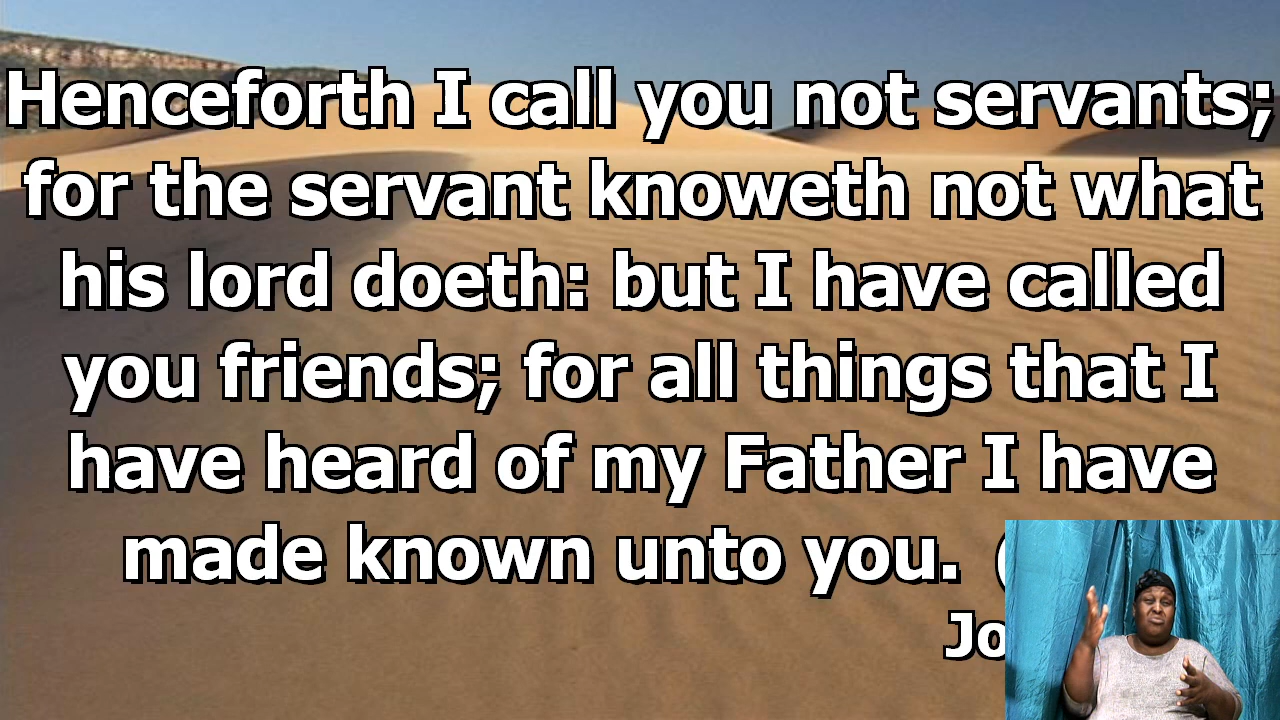 Henceforth I call you not servants;
for the servant knoweth not what
his lord doeth: but I have called
you friends; for all things that I
have heard of my Father I have
made known unto you. (
Jo